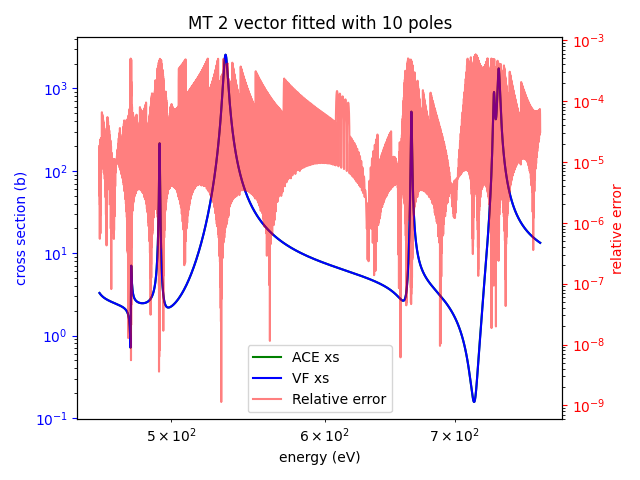 MT 2 vector fitted with 10 poles
10³
10²
10¹
10⁰
10⁻¹
cross section (b)
10⁻³
10⁻⁴
10⁻⁵
10⁻⁶
10⁻⁷
10⁻⁸
10⁻⁹
relative error
ACE xs
VF xs
Relative error
5 × 10² 6 × 10² 7 × 10²
energy (eV)